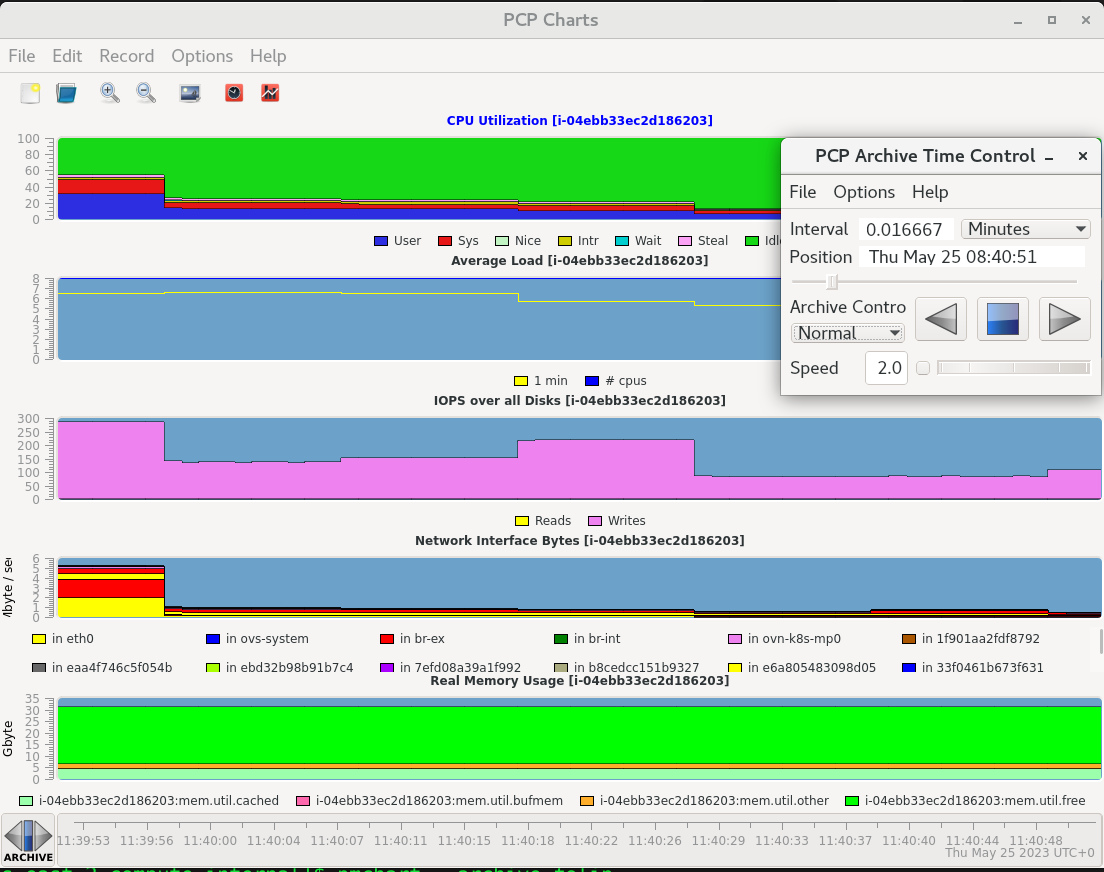 PCP Charts
File Edit Record Options Help
CPU Utilization [i-04ebb33ec2d186203]
100
80
60
40
20
0
User Sys Nice Intr Wait Steal Idle
PCP Archive Time Control
File Options Help
Interval 0.016667 Minutes
Position Thu May 25 08:40:51
Archive Contro
Normal
Speed 2.0
Average Load [i-04ebb33ec2d186203]
8
7
6
5
4
3
2
1
0
1 min # cpus
IOPS over all Disks [i-04ebb33ec2d186203]
300
250
200
150
100
50
0
Reads Writes
Network Interface Bytes [i-04ebb33ec2d186203]
Mbyte / sec
6
5
4
3
2
1
0
in eth0 in ovs-system in br-ex in br-int in ovn-k8s-mp0 in 1f901aa2fdf8792
in eaa4f746c5f054b in ebd32b98b91b7c4 in 7efd08a39a1f992 in b8cedcc151b9327 in e6a805483098d05 in 33f0461b673f631
Real Memory Usage [i-04ebb33ec2d186203]
Gbyte
35
30
25
20
15
10
5
0
i-04ebb33ec2d186203:mem.util.cached i-04ebb33ec2d186203:mem.util.bufmem i-04ebb33ec2d186203:mem.util.other i-04ebb33ec2d186203:mem.util.free
ARCHIVE
11:39:53 11:39:56 11:40:00 11:40:04 11:40:07 11:40:11 11:40:15 11:40:18 11:40:22 11:40:26 11:40:29 11:40:33 11:40:37 11:40:40 11:40:44 11:40:48
Thu May 25 2023 UTC+0